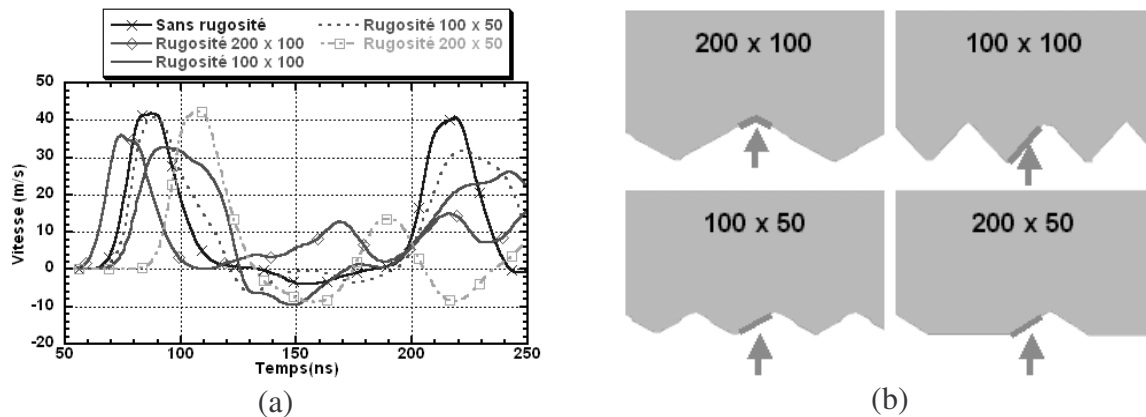 Sans rugosité
Rugosité 100 x 50
Rugosité 200 x 100
Rugosité 200 x 50
Rugosité 100 x 100
Vitesse (m/s)
50
40
30
20
10
0
-10
-20
50
100
150
200
250
Temps(ns)
(a)
200 x 100
100 x 100
100 x 50
200 x 50
(b)